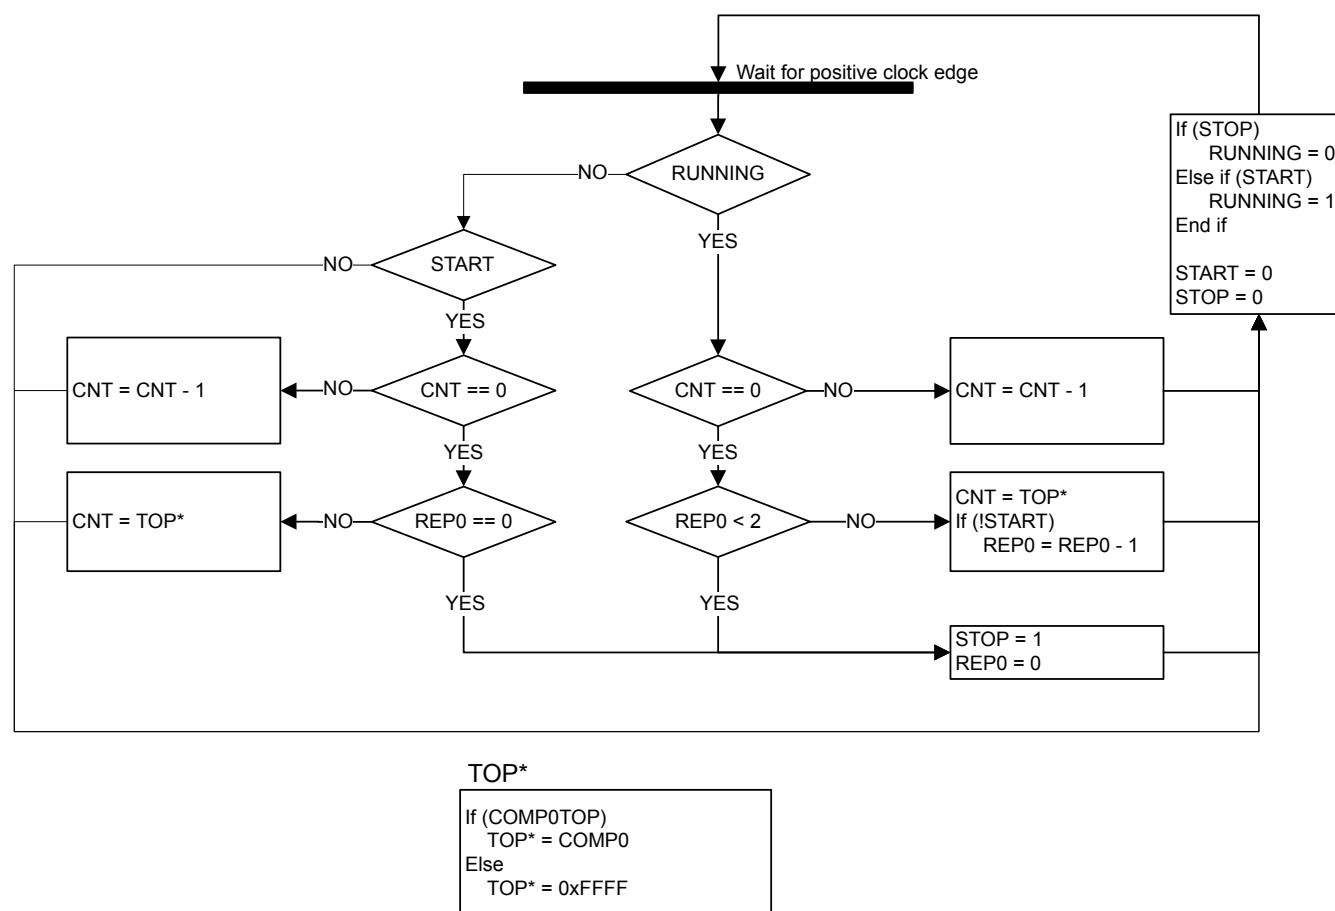 Wait for positive clock edge
If (STOP)
RUNNING = 0
Else if (START)
RUNNING = 1
End if
START = 0
STOP = 0
NO
RUNNING
YES
NO
START
YES
CNT = CNT - 1
NO
CNT == 0
CNT == 0
NO
CNT = CNT - 1
YES
YES
CNT = TOP*
NO
REP0 == 0
REP0 < 2
NO
CNT = TOP*
If (!START)
REP0 = REP0 - 1
YES
YES
STOP = 1
REP0 = 0
TOP*
If (COMP0TOP)
TOP* = COMP0
Else
TOP* = 0xFFFF